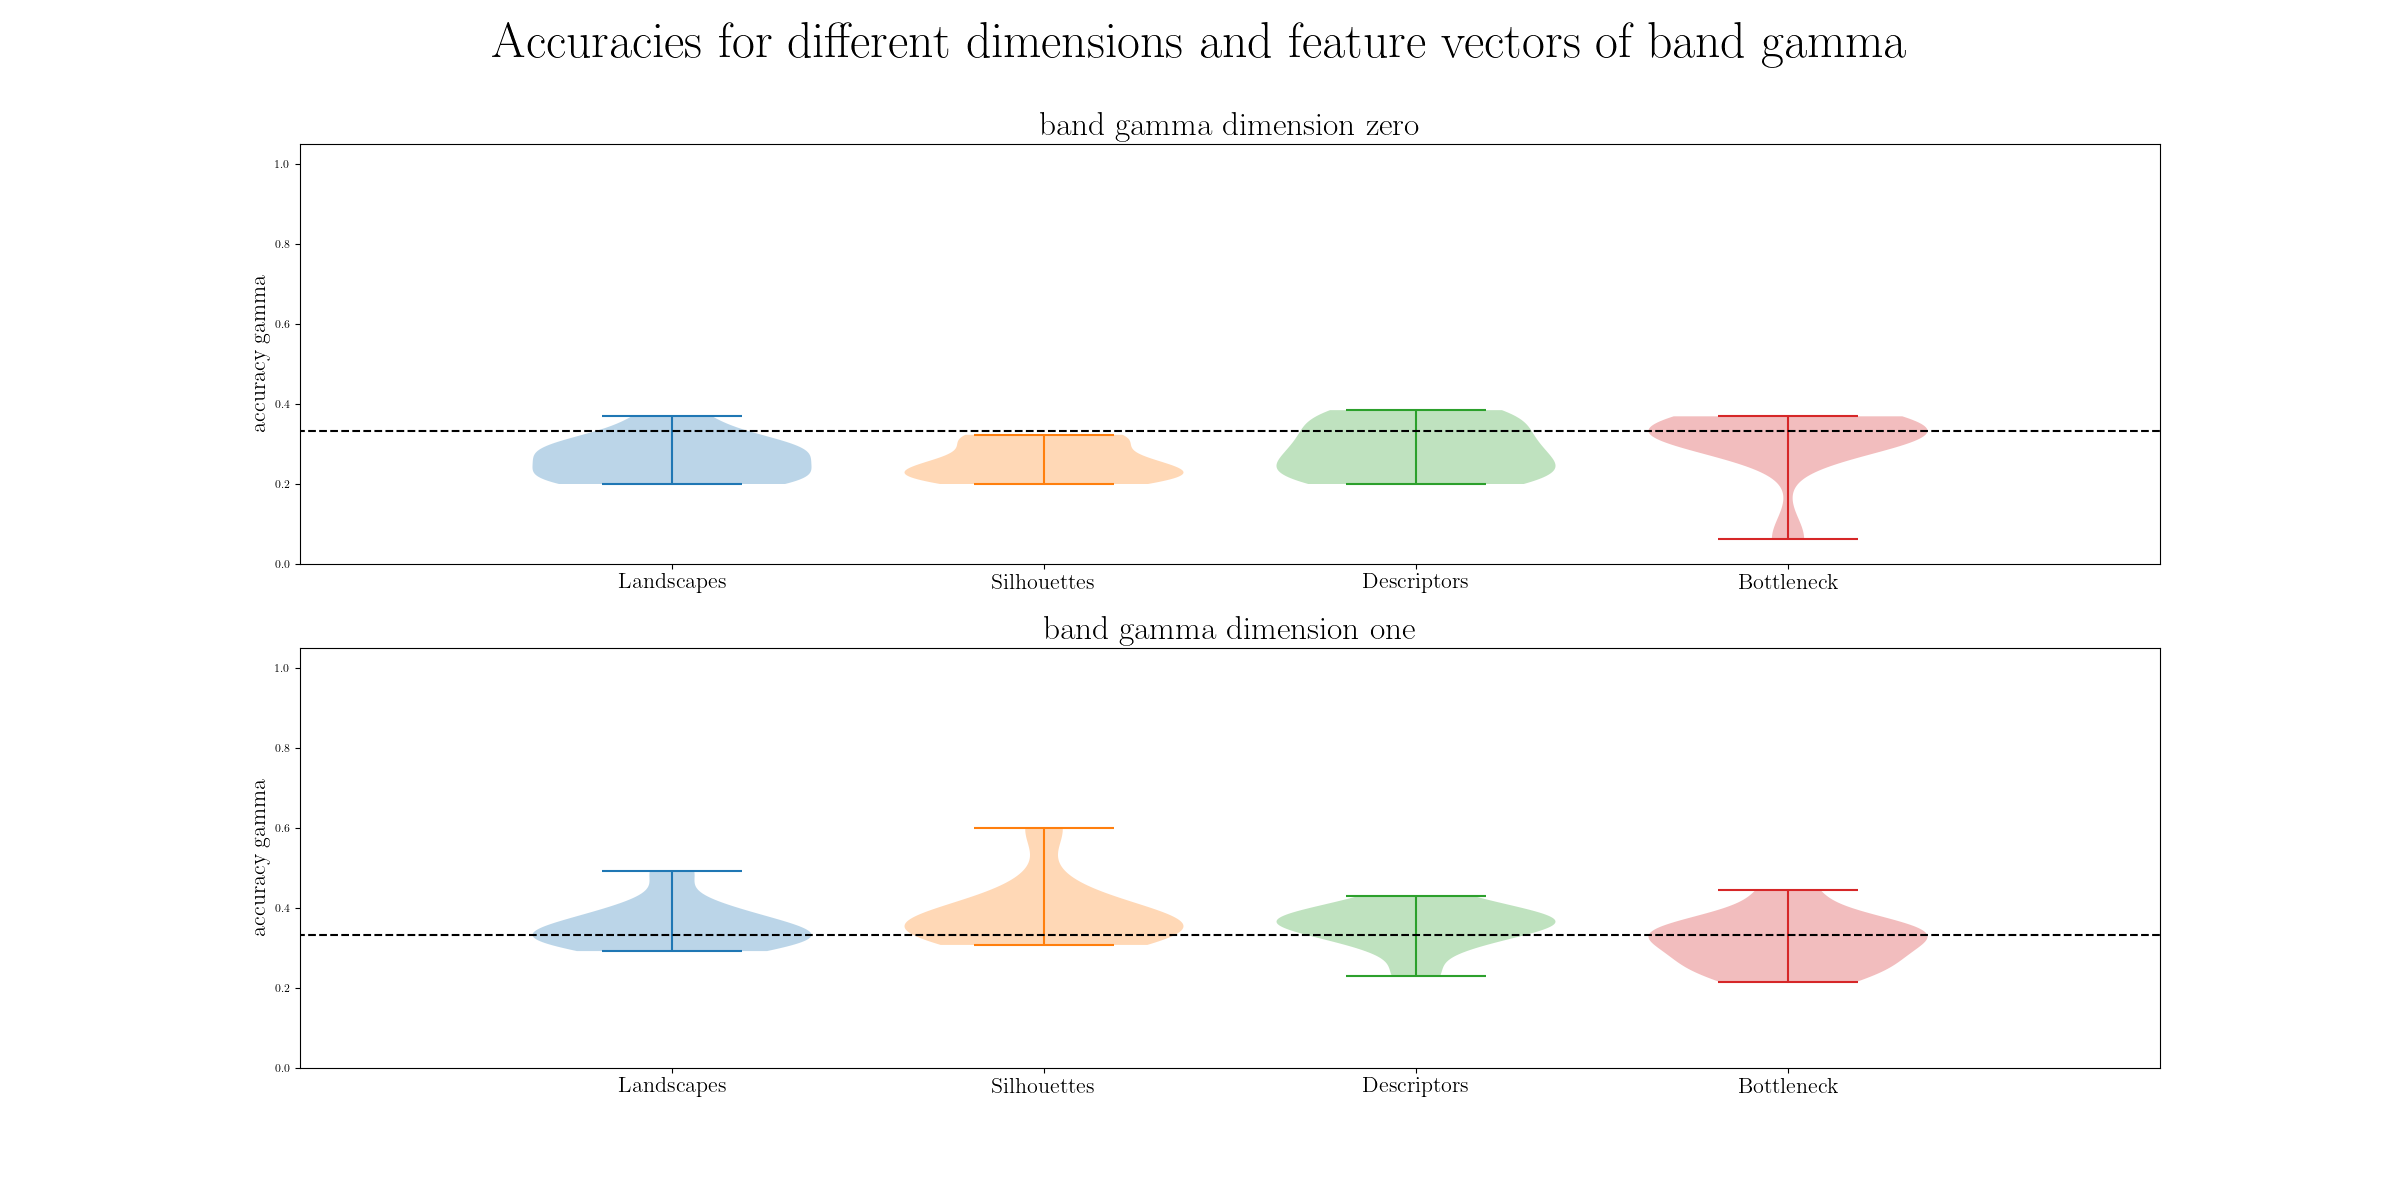 Accuracies for different dimensions and feature vectors of band gamma
band gamma dimension zero
1.0
0.8
0.6
0.4
0.2
0.0
accuracy gamma
Landscapes Silhouettes Descriptors Bottleneck
band gamma dimension one
1.0
0.8
0.6
0.4
0.2
0.0
accuracy gamma
Landscapes Silhouettes Descriptors Bottleneck